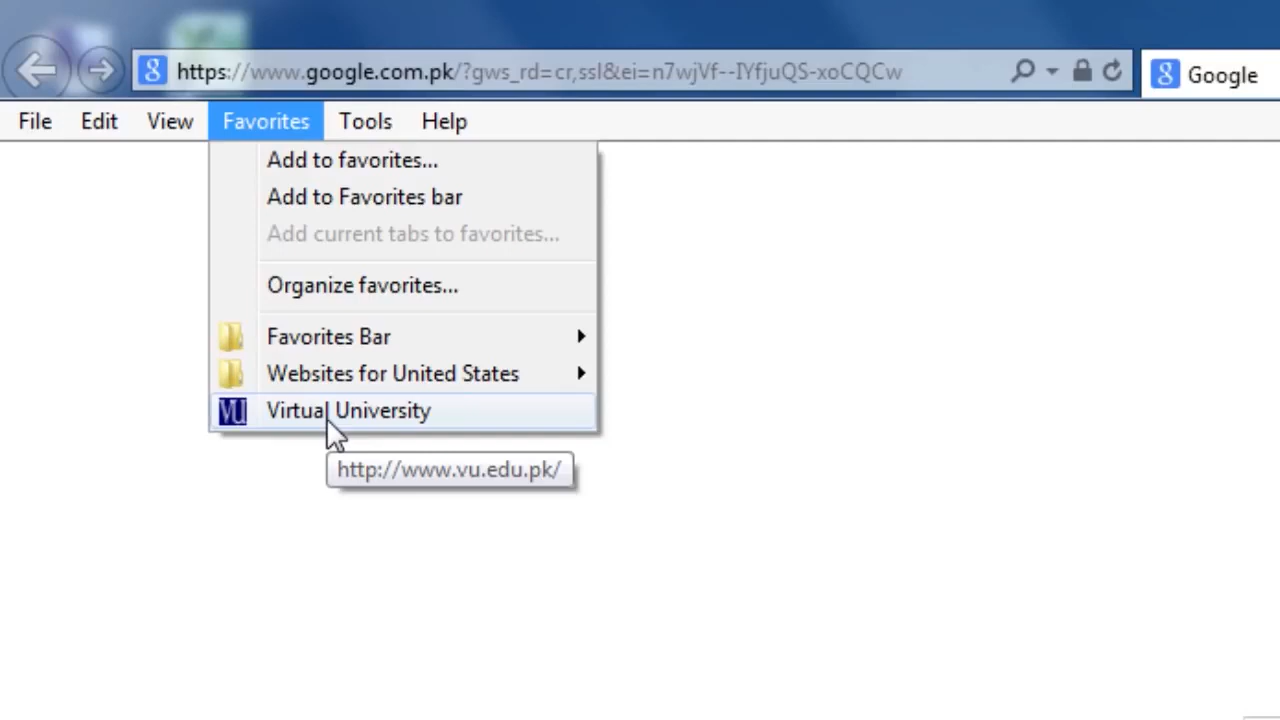 https://www.google.com.pk/?gws_rd=cr,ssl&ei=n7wjVf--IYfjuQS-xoCQCw
Google
File Edit View Favorites Tools Help
Add to favorites...
Add to Favorites bar
Add current tabs to favorites...
Organize favorites...
Favorites Bar
Websites for United States
VU Virtual University
http://www.vu.edu.pk/